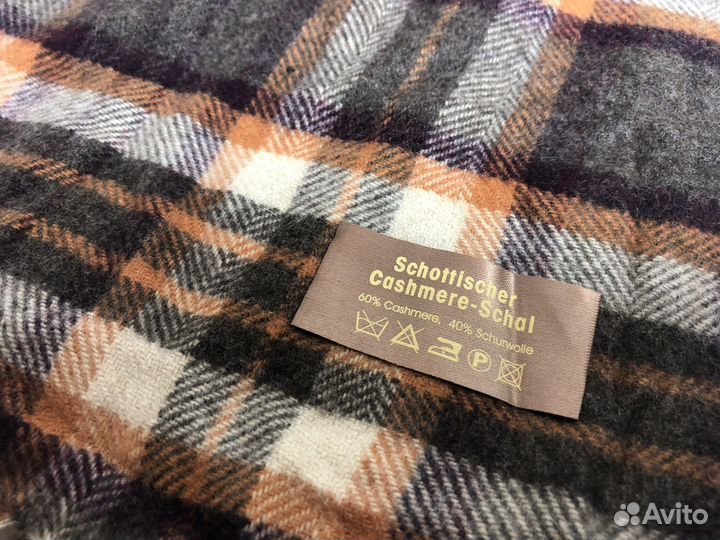 Schottischer
Cashmere-Schal
60% Cashmere, 40% Schurwolle
P
Avito